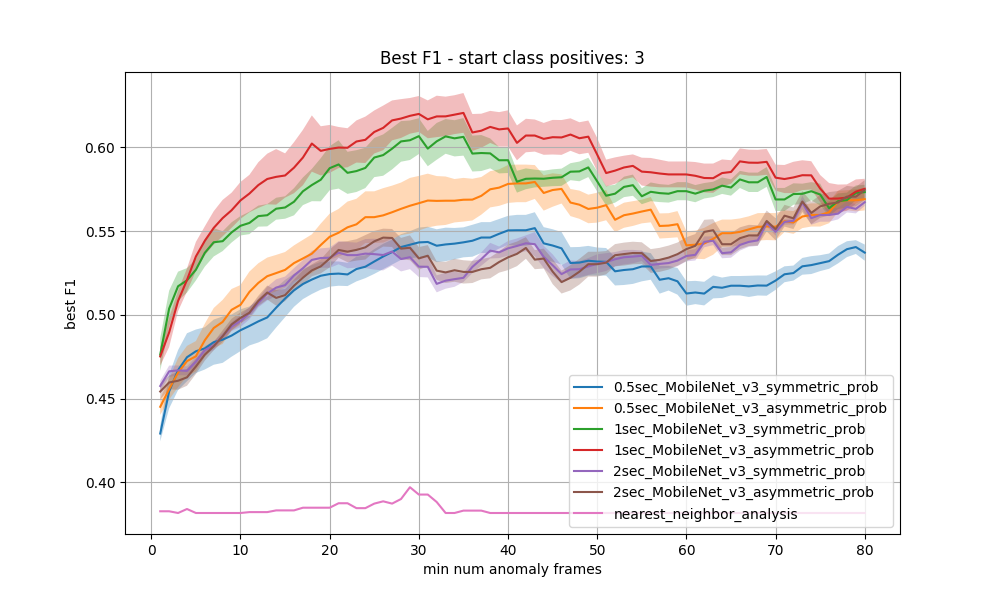 Best F1 - start class positives: 3
best F1
0.60
0.55
0.50
0.45
0.40
0.5sec_MobileNet_v3_symmetric_prob
0.5sec_MobileNet_v3_asymmetric_prob
1sec_MobileNet_v3_symmetric_prob
1sec_MobileNet_v3_asymmetric_prob
2sec_MobileNet_v3_symmetric_prob
2sec_MobileNet_v3_asymmetric_prob
nearest_neighbor_analysis
0 10 20 30 40 50 60 70 80
min num anomaly frames